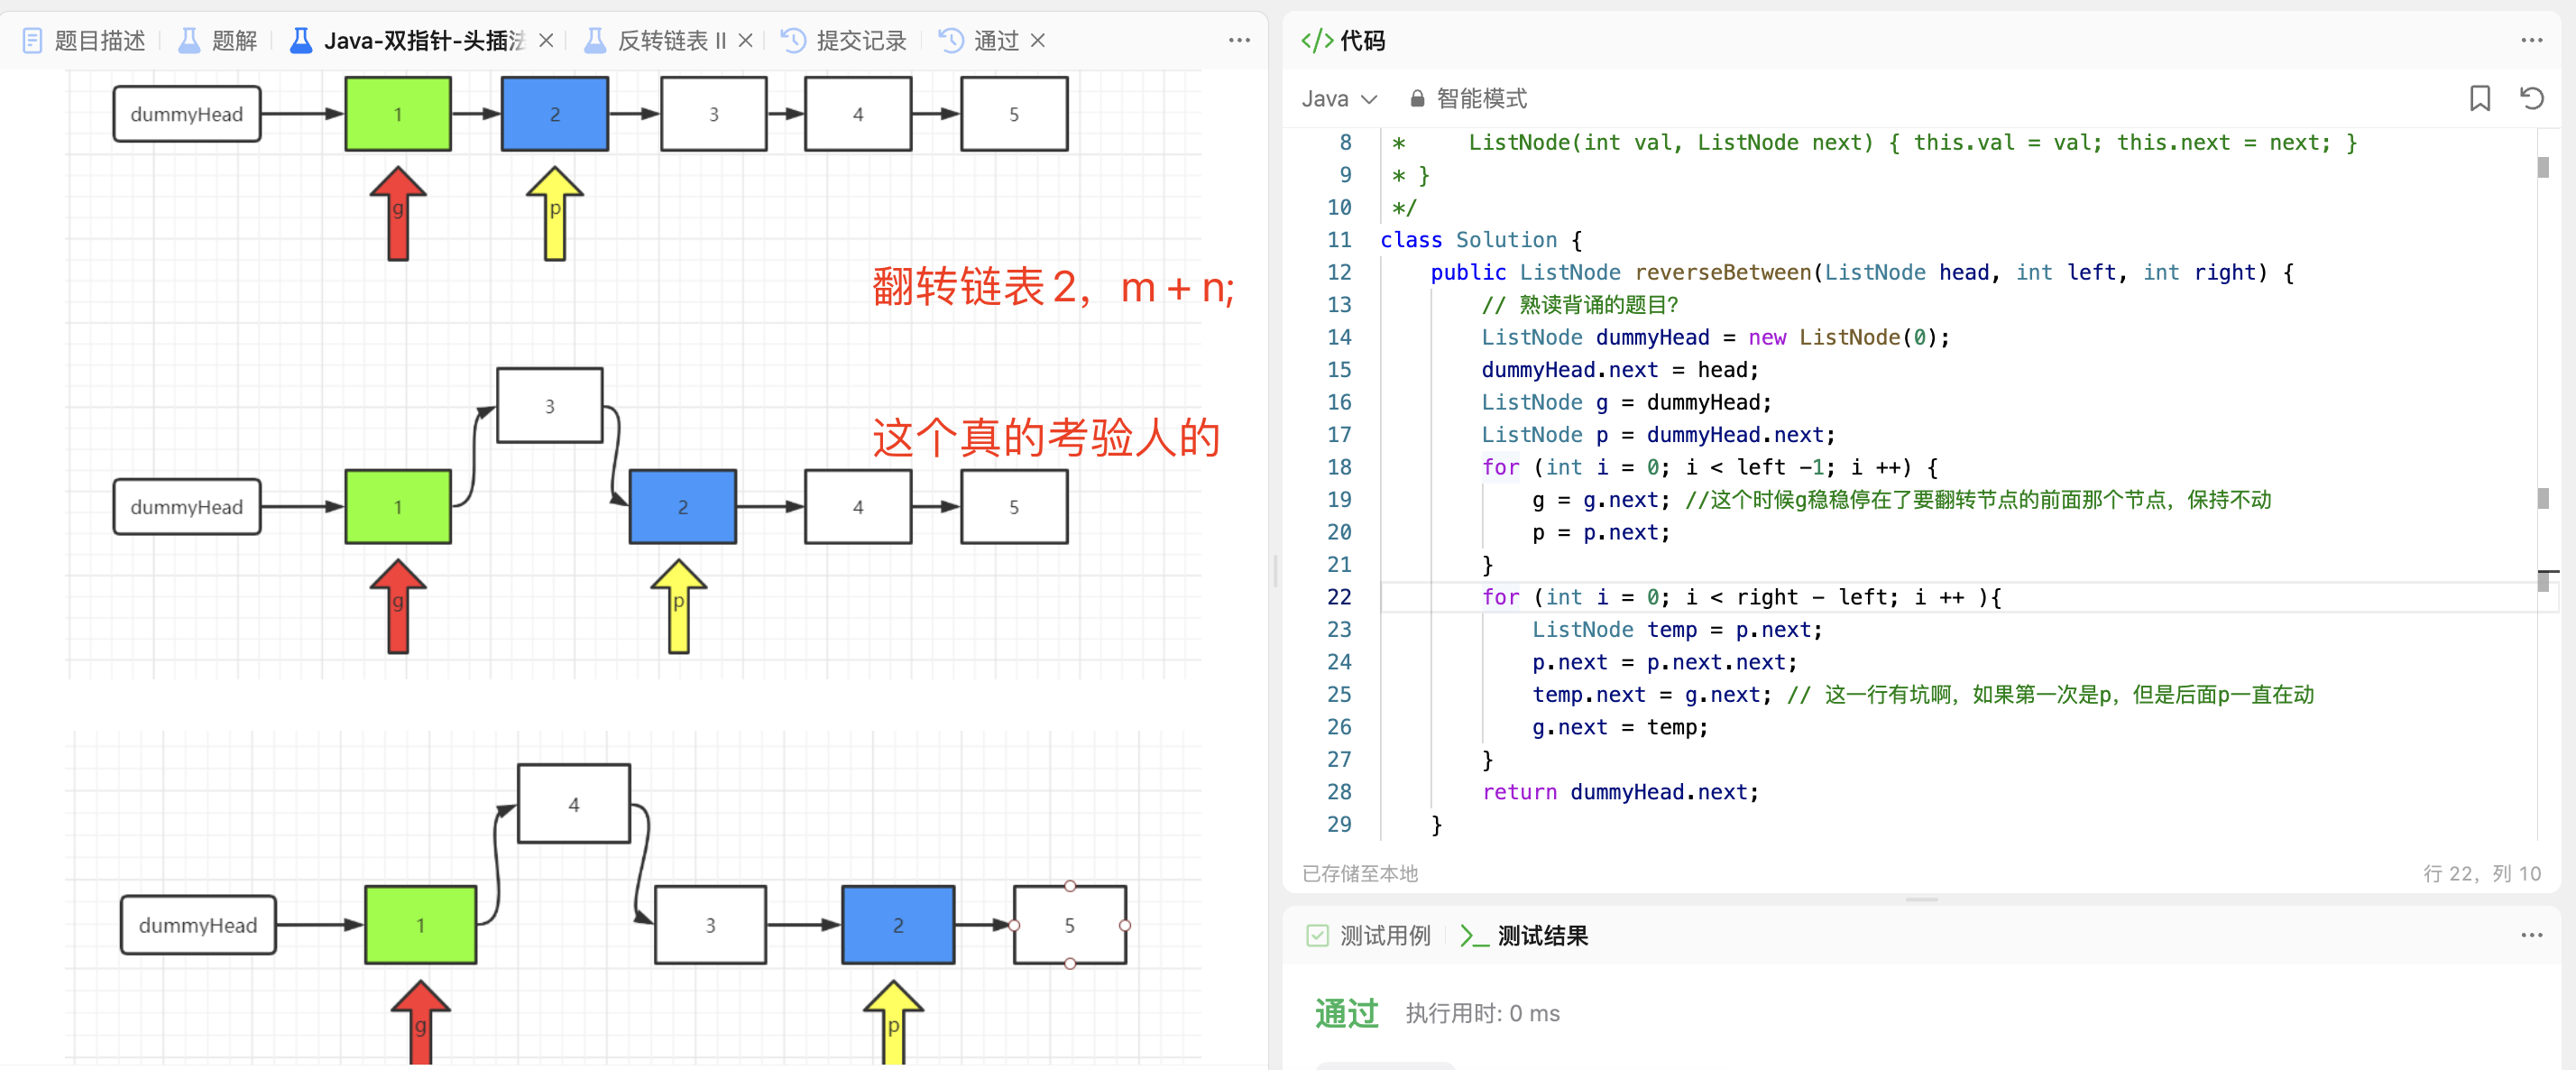 题目描述
题解
Java-双指针-头插法
反转链表 II
提交记录
通过
dummyHead
1
2
3
4
5
g
p
翻转链表2，m + n;
3
这个真的考验人的
dummyHead
1
2
4
5
g
p
4
dummyHead
1
3
2
5
g
p
代码
Java
智能模式
8 *     ListNode(int val, ListNode next) { this.val = val; this.next = next; }
9 * }
10 */
11 class Solution {
12     public ListNode reverseBetween(ListNode head, int left, int right) {
13         // 熟读背诵的题目?
14         ListNode dummyHead = new ListNode(0);
15         dummyHead.next = head;
16         ListNode g = dummyHead;
17         ListNode p = dummyHead.next;
18         for (int i = 0; i < left -1; i ++) {
19             g = g.next; //这个时候g稳稳停在了要翻转节点的前面那个节点，保持不动
20             p = p.next;
21         }
22         for (int i = 0; i < right - left; i ++ ){
23             ListNode temp = p.next;
24             p.next = p.next.next;
25             temp.next = g.next; // 这一行有坑啊，如果第一次是p，但是后面p一直在动
26             g.next = temp;
27         }
28         return dummyHead.next;
29     }
已存储至本地
行 22，列 10
测试用例
测试结果
通过
执行用时: 0 ms